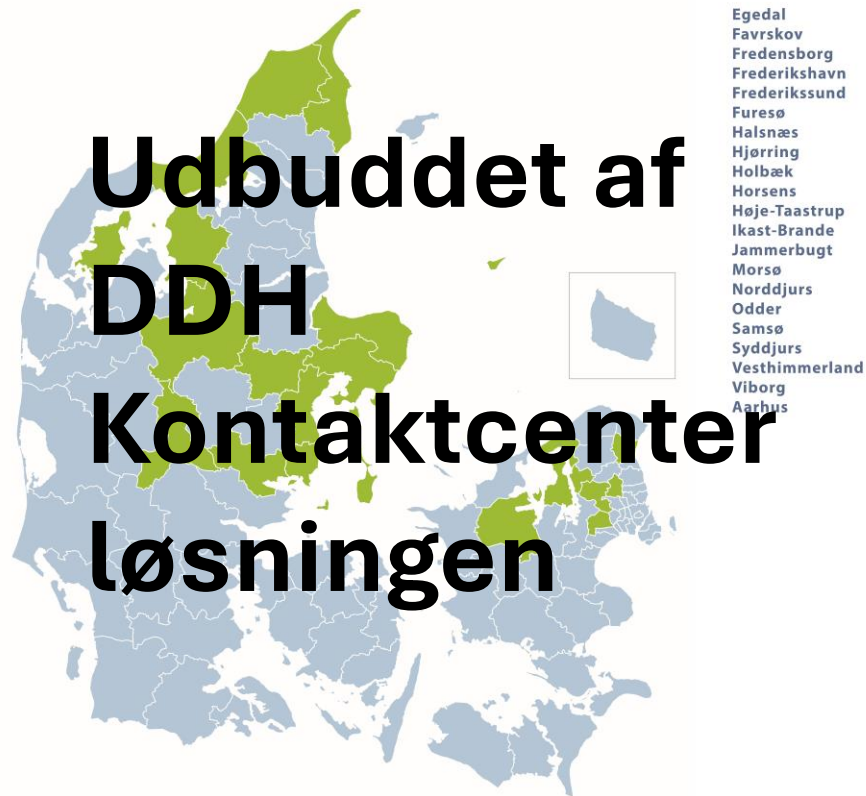 Udbuddet af
DDH
Kontaktcenter
løsningen
Egedal
Favrskov
Fredensborg
Frederikshavn
Frederikssund
Furesø
Halsnæs
Hjørring
Holbæk
Horsens
Høje-Taastrup
Ikast-Brande
Jammerbugt
Morsø
Norddjurs
Odder
Samsø
Syddjurs
Vesthimmerland
Viborg
Aarhus